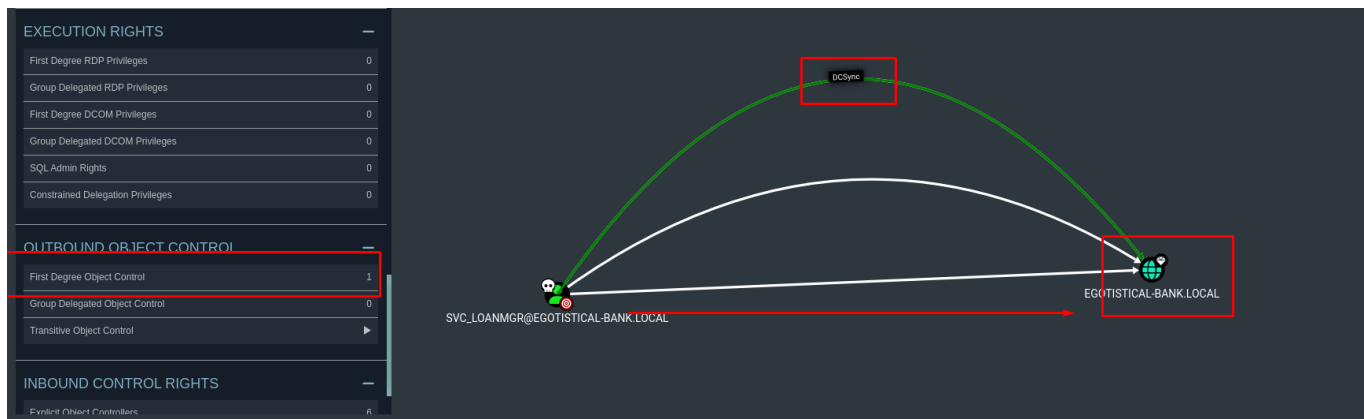 EXECUTION RIGHTS
First Degree RDP Privileges 0
Group Delegated RDP Privileges 0
First Degree DCOM Privileges 0
Group Delegated DCOM Privileges 0
SQL Admin Rights 0
Constrained Delegation Privileges 0
OUTBOUND OBJECT CONTROL
First Degree Object Control 1
Group Delegated Object Control 0
Transitive Object Control
INBOUND CONTROL RIGHTS
Explicit Object Controllers 6
DCSync
EGOTISTICAL-BANK.LOCAL
SVC_LOANMGR@EGOTISTICAL-BANK.LOCAL